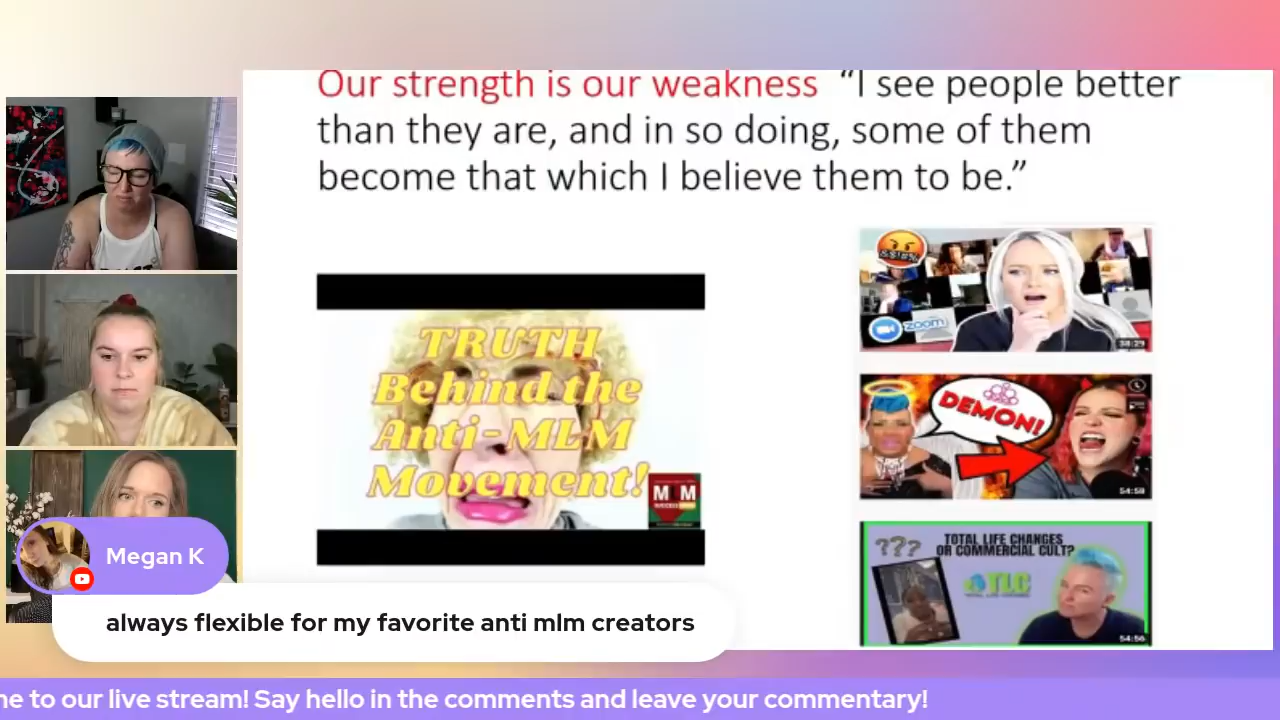 Our strength is our weakness “I see people better
than they are, and in so doing, some of them
become that which I believe them to be.”
&$!#%
zoom
38:29
TRUTH
Behind the
Anti-MLM
Movement!
MLM
DEMON!
54:58
???
TOTAL LIFE CHANGES
OR COMMERCIAL CULT?
TLC
54:56
Megan K
always flexible for my favorite anti mlm creators
ne to our live stream! Say hello in the comments and leave your commentary!